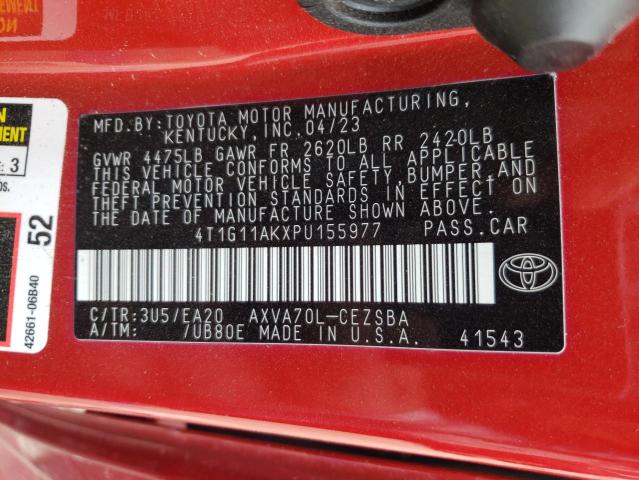 MFD. BY: TOYOTA MOTOR MANUFACTURING,
KENTUCKY, INC. 04/23
GVWR 4475LB GAWR FR 2620LB RR 2420LB
THIS VEHICLE CONFORMS TO ALL APPLICABLE
FEDERAL MOTOR VEHICLE SAFETY, BUMPER, AND
THEFT PREVENTION STANDARDS IN EFFECT ON
THE DATE OF MANUFACTURE SHOWN ABOVE.
4T1G11AKXPU155977 PASS.CAR
C/TR: 3U5/EA20 AXVA70L-CEZSBA
A/TM: /UB80E MADE IN U.S.A. 41543
3
52
42661-06B40